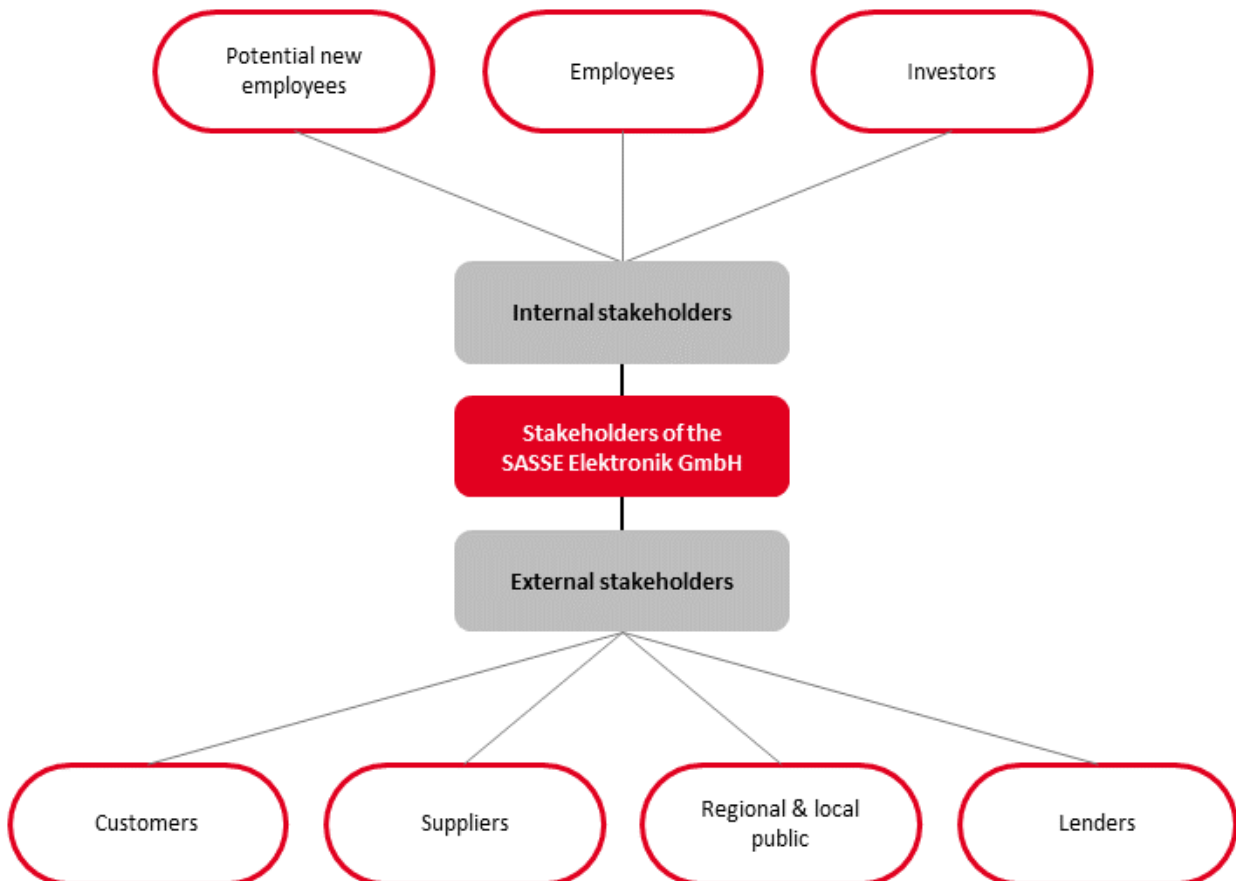 Potential new
employees
Employees
Investors
Internal stakeholders
Stakeholders of the
SASSE Elektronik GmbH
External stakeholders
Customers
Suppliers
Regional & local
public
Lenders